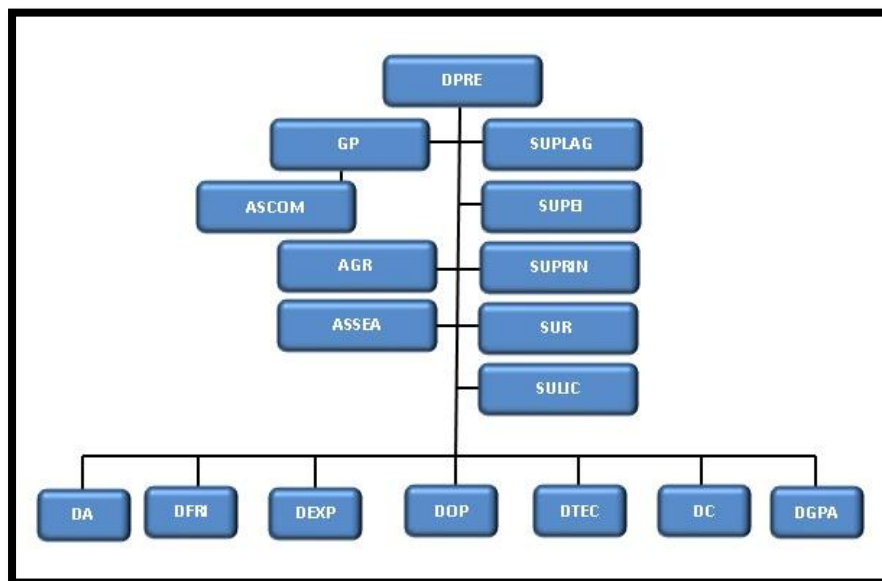 DPRE
GP
SUPLAG
ASCOM
SUPEI
AGR
SUPRIN
ASSEA
SUR
SULIC
DA
DFRI
DEXP
DOP
DTEC
DC
DGPA